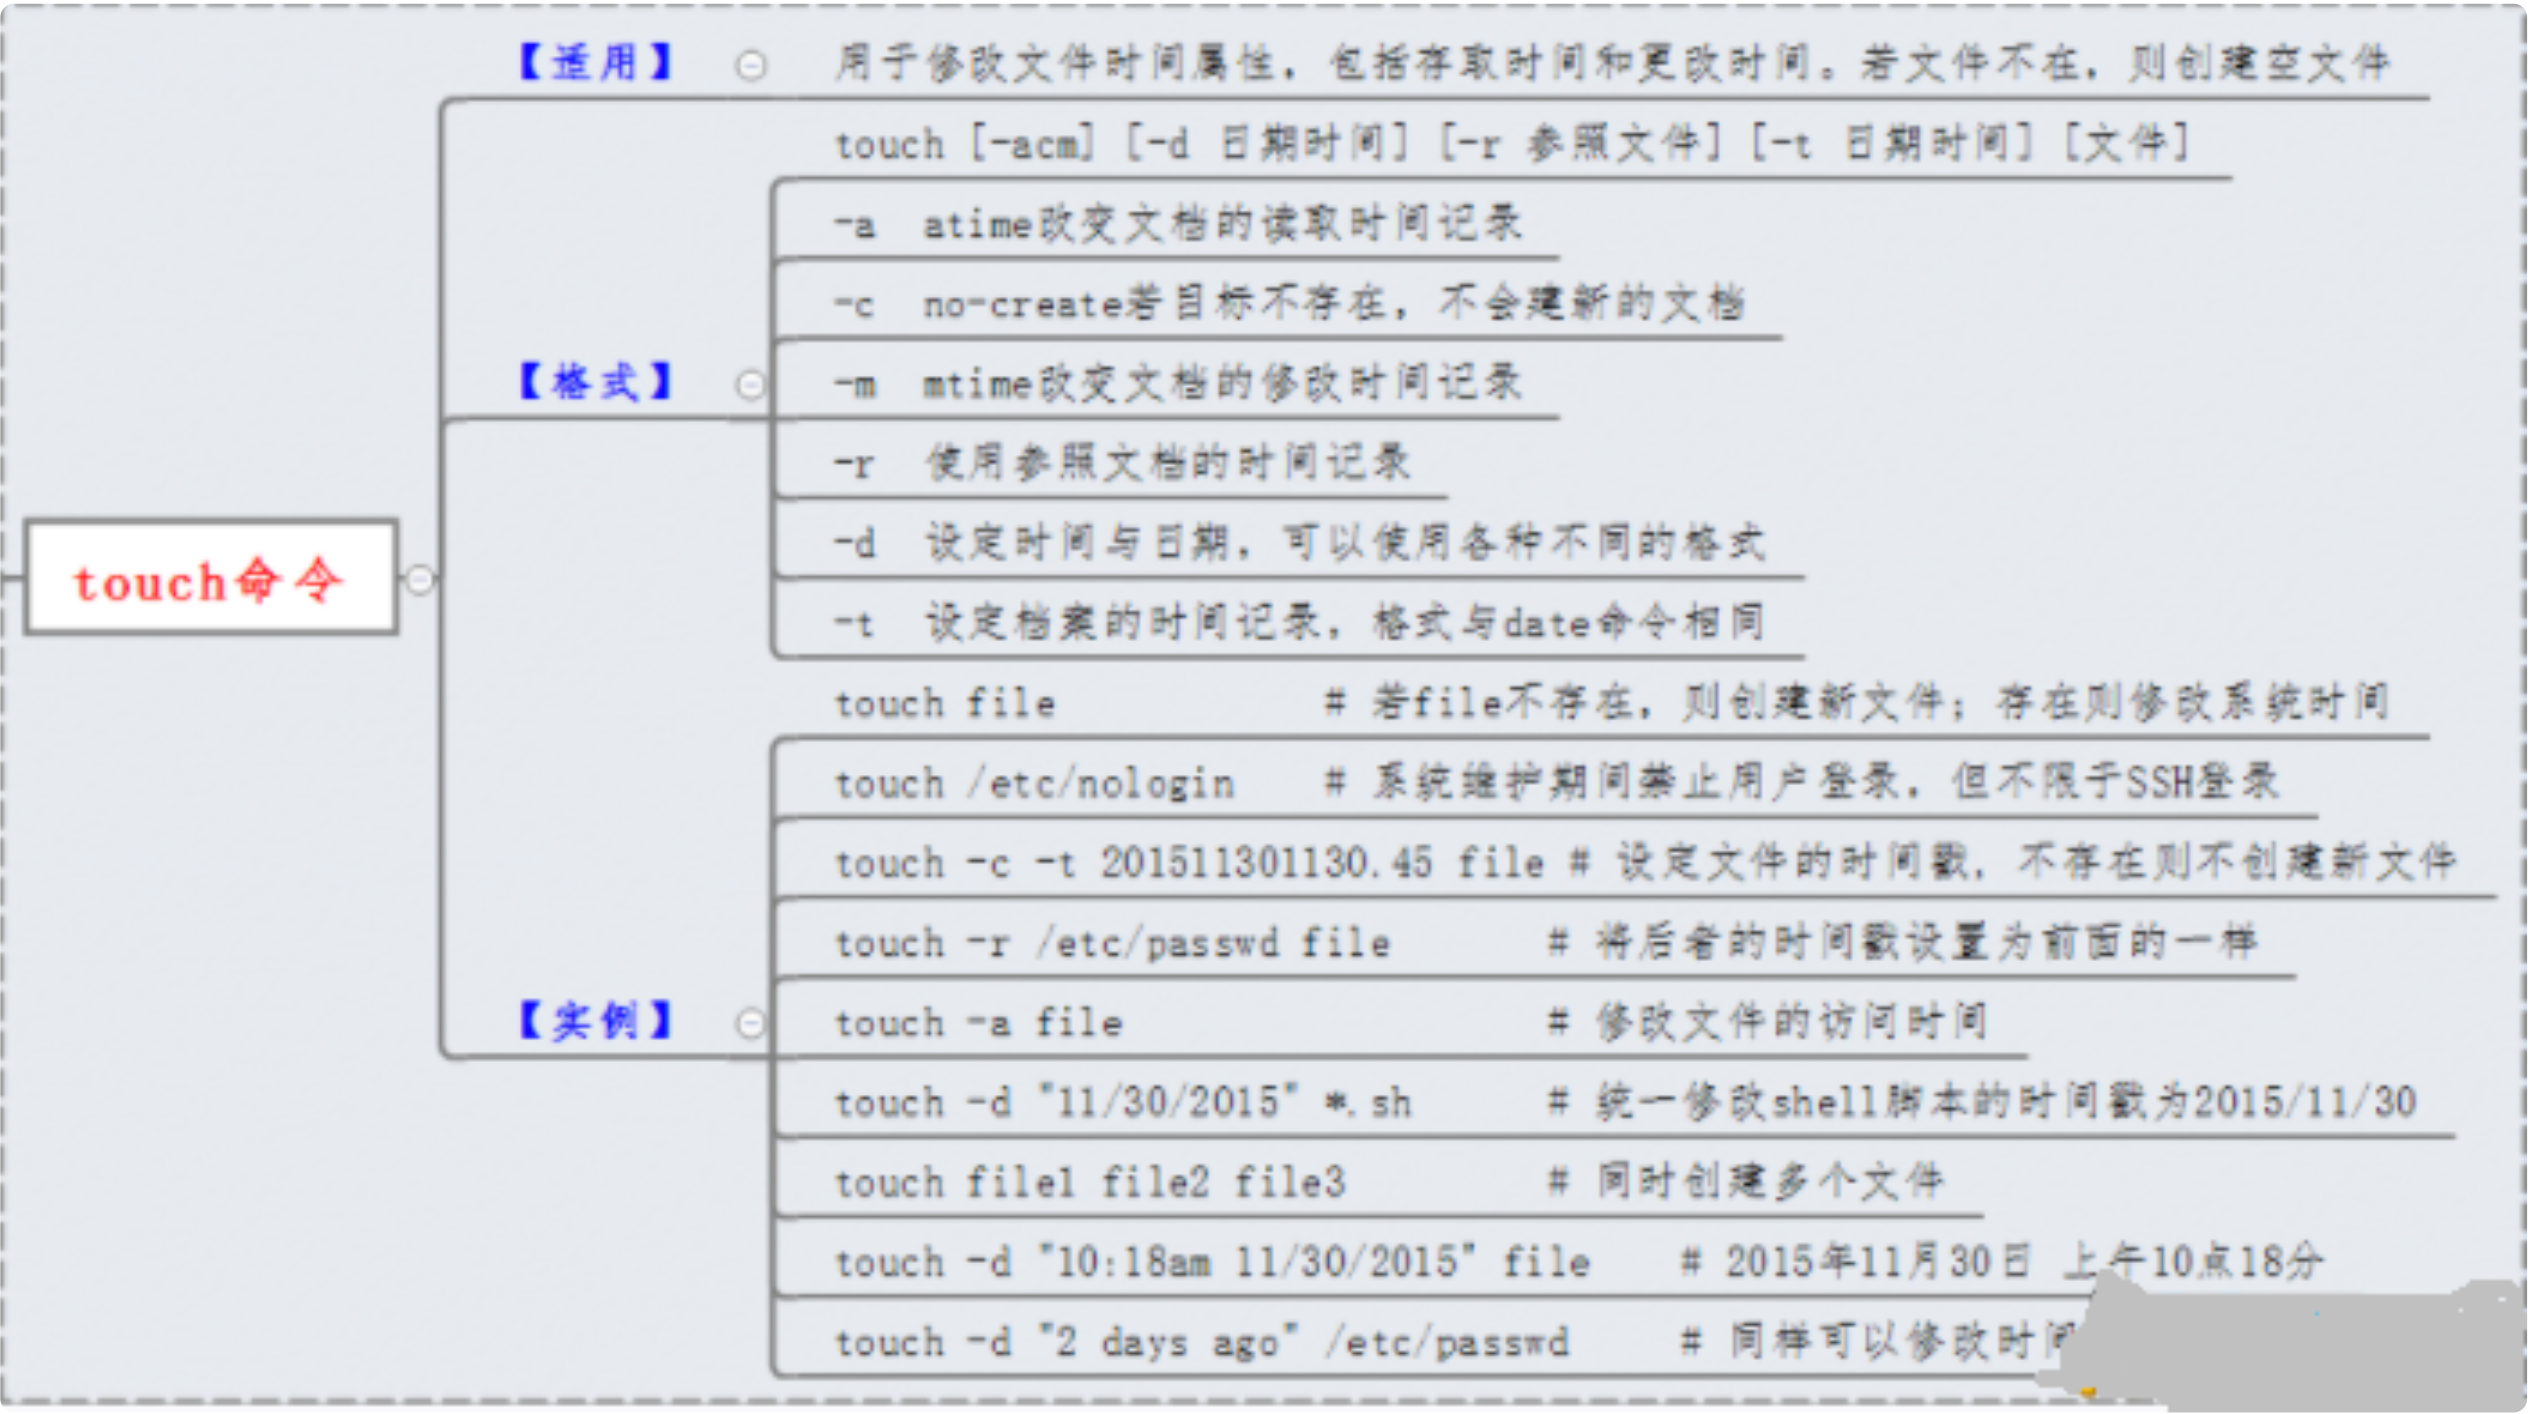 【适用】 用于修改文件时间属性，包括存取时间和更改时间。若文件不在，则创建空文件
touch [-acm] [-d 日期时间] [-r 参照文件] [-t 日期时间] [文件]
-a atime改变文档的读取时间记录
-c no-create若目标不存在，不会建新的文档
【格式】 -m mtime改变文档的修改时间记录
-r 使用参照文档的时间记录
-d 设定时间与日期，可以使用各种不同的格式
touch命令
-t 设定档案的时间记录，格式与date命令相同
touch file # 若file不存在，则创建新文件；存在则修改系统时间
touch /etc/nologin # 系统维护期间禁止用户登录，但不限于SSH登录
touch -c -t 201511301130.45 file # 设定文件的时间戳，不存在则不创建新文件
touch -r /etc/passwd file # 将后者的时间戳设置为前面的一样
【实例】 touch -a file # 修改文件的访问时间
touch -d "11/30/2015" *.sh # 统一修改shell脚本的时间戳为2015/11/30
touch file1 file2 file3 # 同时创建多个文件
touch -d "10:18am 11/30/2015" file # 2015年11月30日 上午10点18分
touch -d "2 days ago" /etc/passwd # 同样可以修改时间